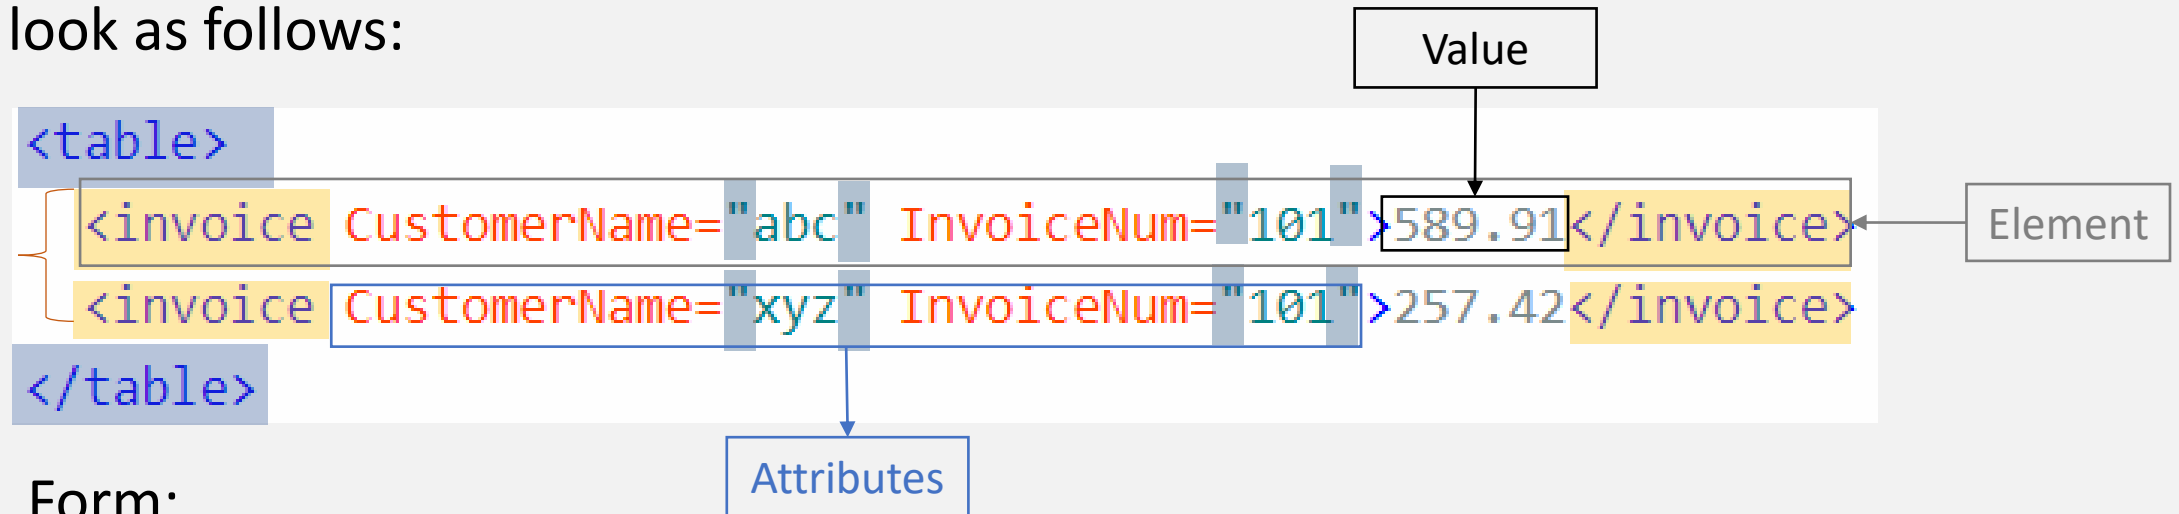 look as follows:
Value
<table>
<invoice CustomerName="abc" InvoiceNum="101">589.91</invoice>
Element
<invoice CustomerName="xyz" InvoiceNum="101">257.42</invoice>
</table>
Attributes
Form: